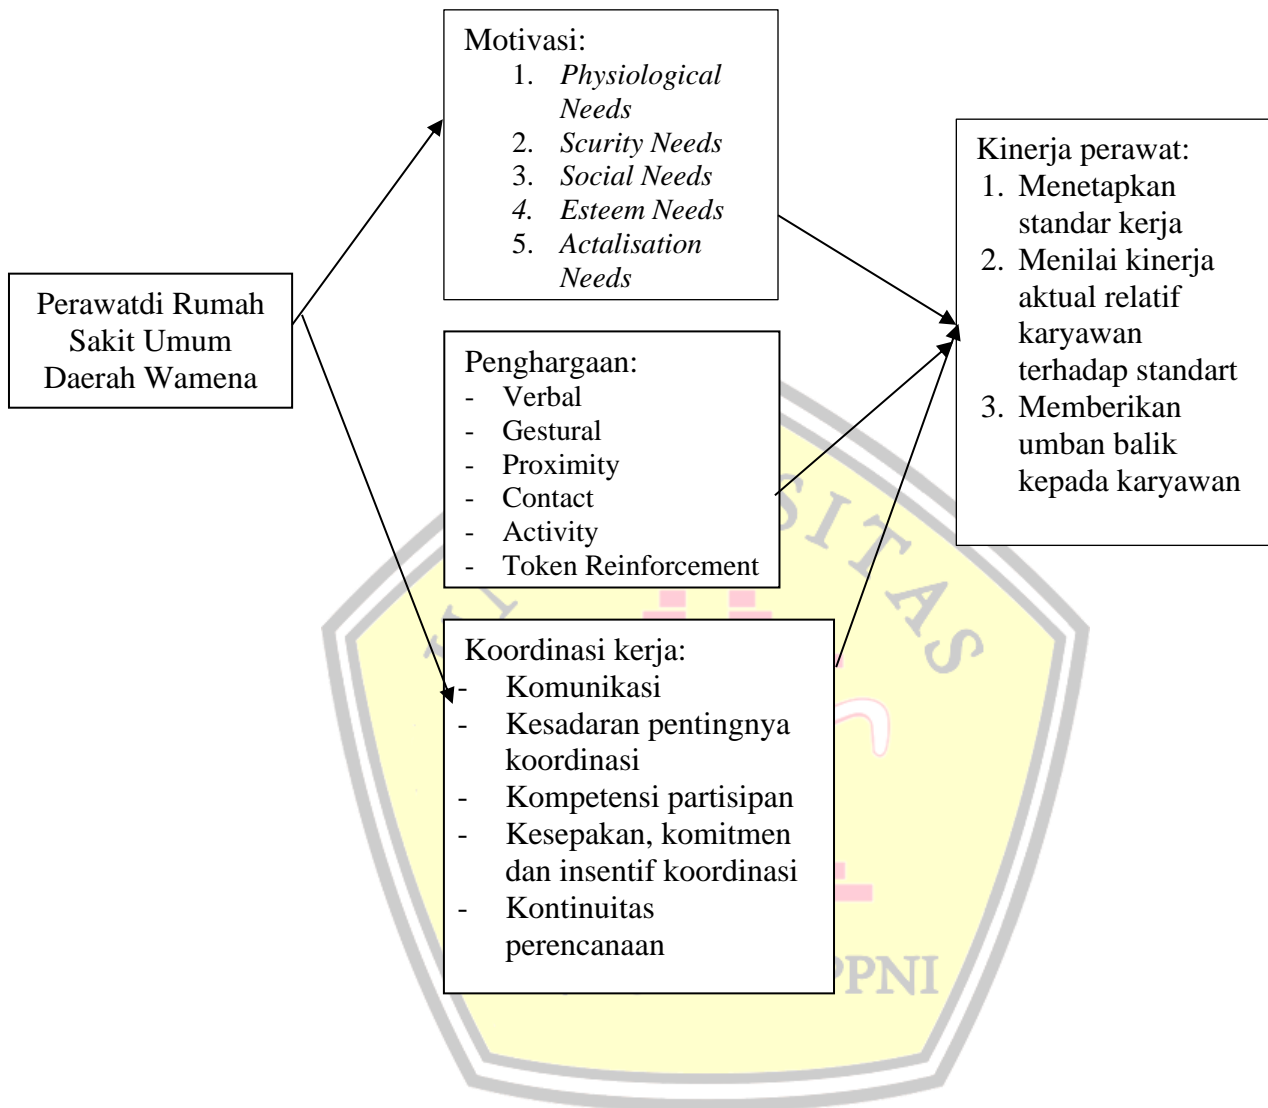 Motivasi:
1. Physiological
Needs
2. Scurity Needs
3. Social Needs
4. Esteem Needs
5. Actalisation
Needs
Perawatdi Rumah
Sakit Umum
Daerah Wamena
Penghargaan:
- Verbal
- Gestural
- Proximity
- Contact
- Activity
- Token Reinforcement
Koordinasi kerja:
- Komunikasi
- Kesadaran pentingnya
koordinasi
- Kompetensi partisipan
- Kesepakan, komitmen
dan insentif koordinasi
- Kontinuitas
perencanaan
Kinerja perawat:
1. Menetapkan
standar kerja
2. Menilai kinerja
aktual relatif
karyawan
terhadap standart
3. Memberikan
umban balik
kepada karyawan
SITAS
PPNI